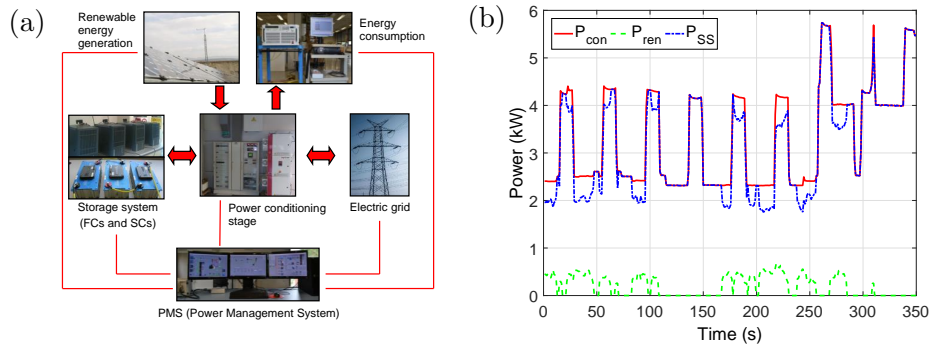 (a)
Renewable
energy
generation
Energy
consumption
Storage system
(FCs and SCs)
Power conditioning
stage
Electric grid
PMS (Power Management System)
(b)
P_con P_ren P_SS
Power (kW)
6
5
4
3
2
1
0
0 50 100 150 200 250 300 350
Time (s)